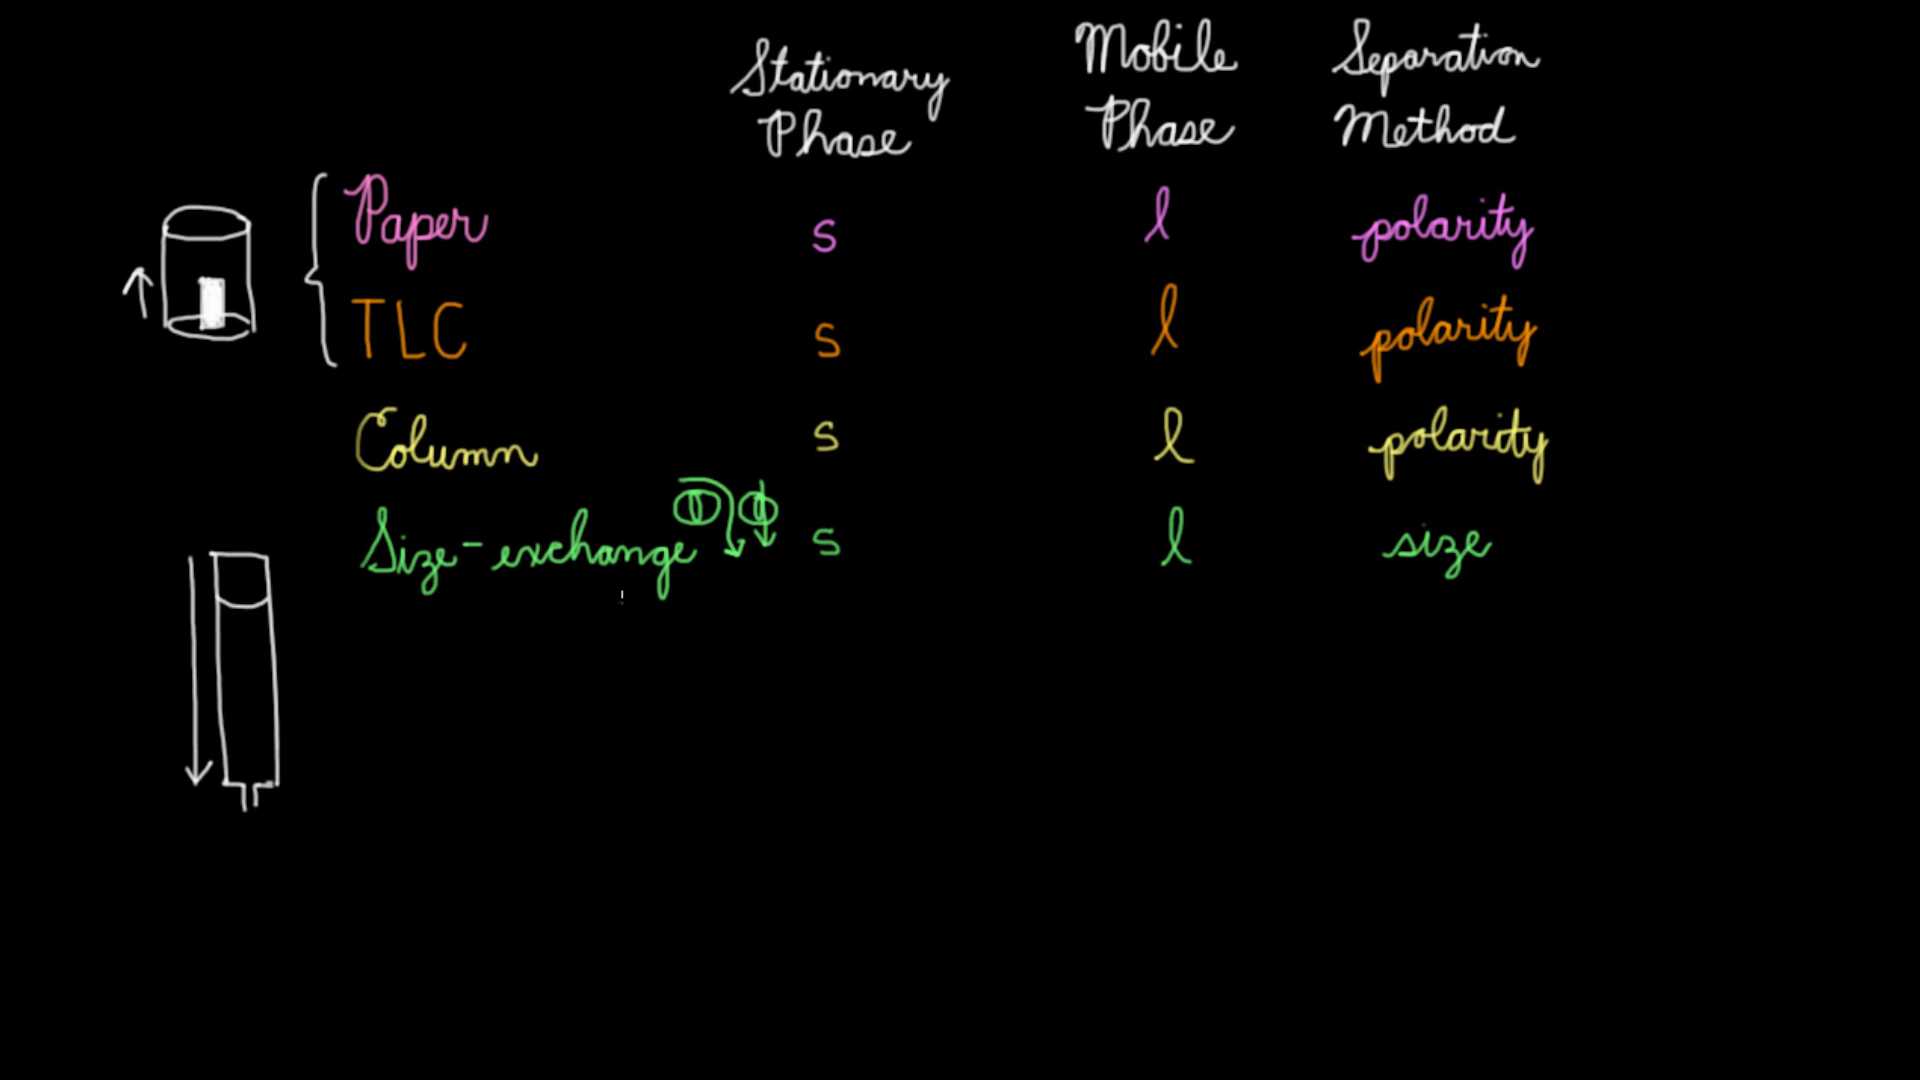 Stationary Phase
Mobile Phase
Separation Method
Paper s l polarity
TLC s l polarity
Column s l polarity
Size-exchange s l size